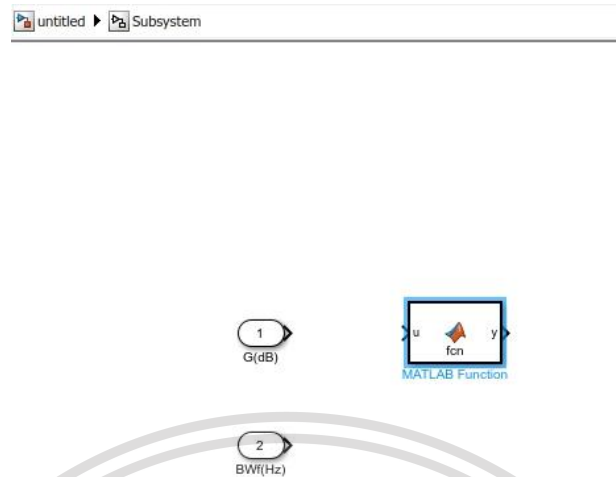 untitled Subsystem
1
G(dB)
u y
fcn
MATLAB Function
2
BWf(Hz)